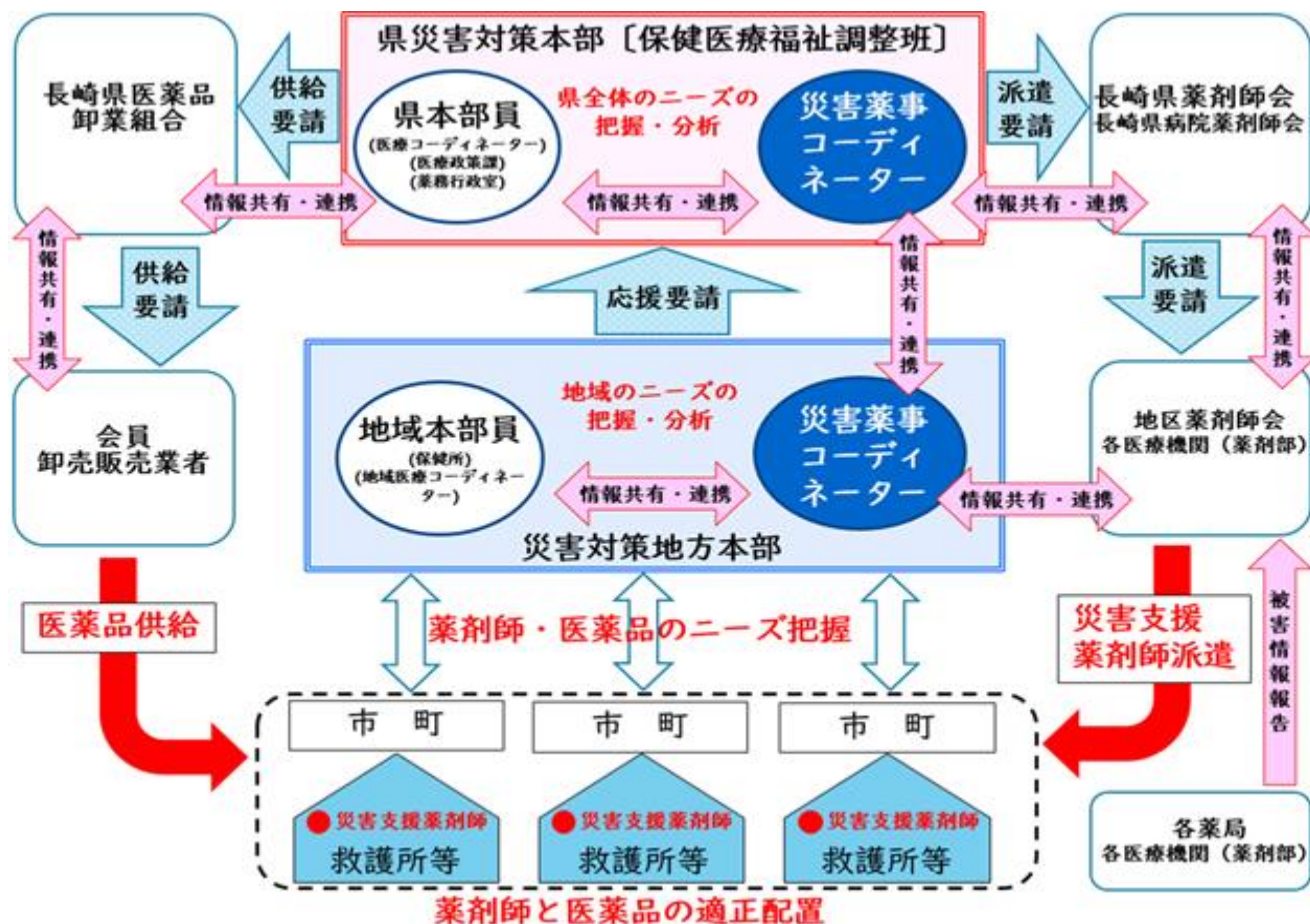 県災害対策本部〔保健医療福祉調整班〕
長崎県医薬品
卸業組合
供給
要請
県本部員
(医療コーディネーター)
(医療政策課)
(薬務行政室)
県全体のニーズの
把握・分析
災害薬事
コーディ
ネーター
派遣
要請
長崎県薬剤師会
長崎県病院薬剤師会
情報共有・連携
情報共有・連携
情報共有・連携
情報共有・連携
供給
要請
応援要請
情報共有・連携
派遣
要請
情報共有・連携
会員
卸売販売業者
地域本部員
(保健所)
(地域医療コーディネー
ター)
地域のニーズの
把握・分析
災害薬事
コーディ
ネーター
情報共有・連携
災害対策地方本部
情報共有・連携
地区薬剤師会
各医療機関（薬剤部）
医薬品供給
薬剤師・医薬品のニーズ把握
災害支援
薬剤師派遣
被害情報報告
市 町
市 町
市 町
災害支援薬剤師
救護所等
災害支援薬剤師
救護所等
災害支援薬剤師
救護所等
各薬局
各医療機関（薬剤部）
薬剤師と医薬品の適正配置